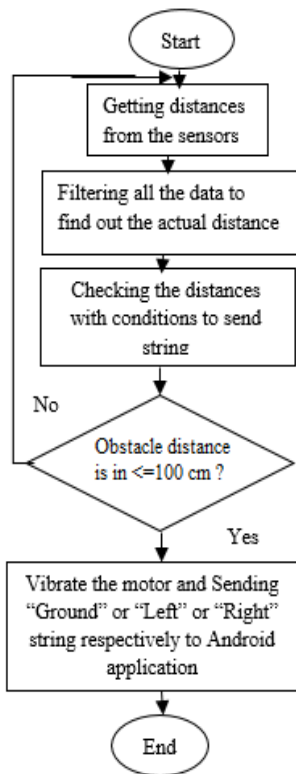 Start
Getting distances
from the sensors
Filtering all the data to
find out the actual distance
Checking the distances
with conditions to send
string
No
Obstacle distance
is in <=100 cm ?
Yes
Vibrate the motor and Sending
“Ground” or “Left” or “Right”
string respectively to Android
application
End